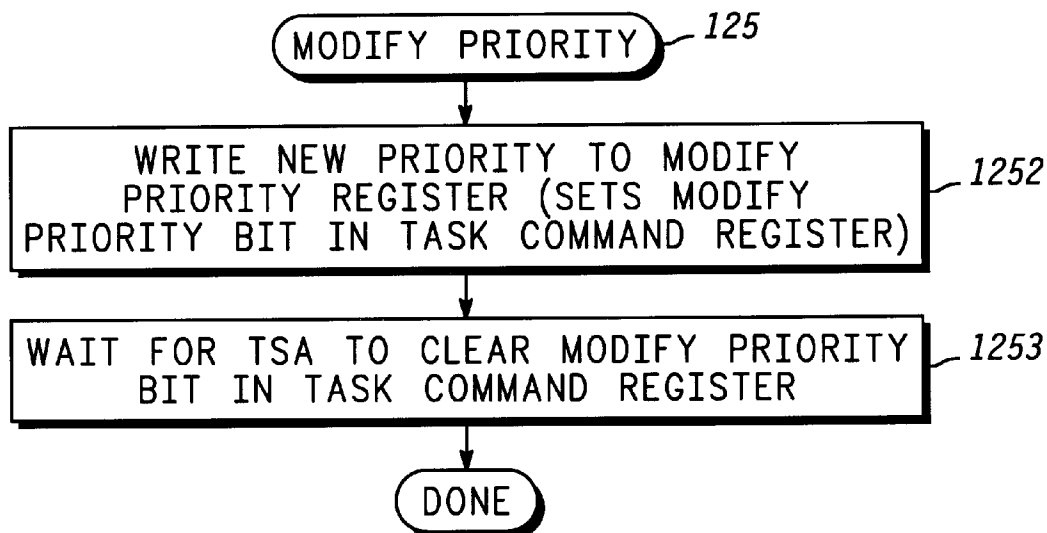 MODIFY PRIORITY
125
WRITE NEW PRIORITY TO MODIFY
PRIORITY REGISTER (SETS MODIFY
PRIORITY BIT IN TASK COMMAND REGISTER)
1252
WAIT FOR TSA TO CLEAR MODIFY PRIORITY
BIT IN TASK COMMAND REGISTER
1253
DONE